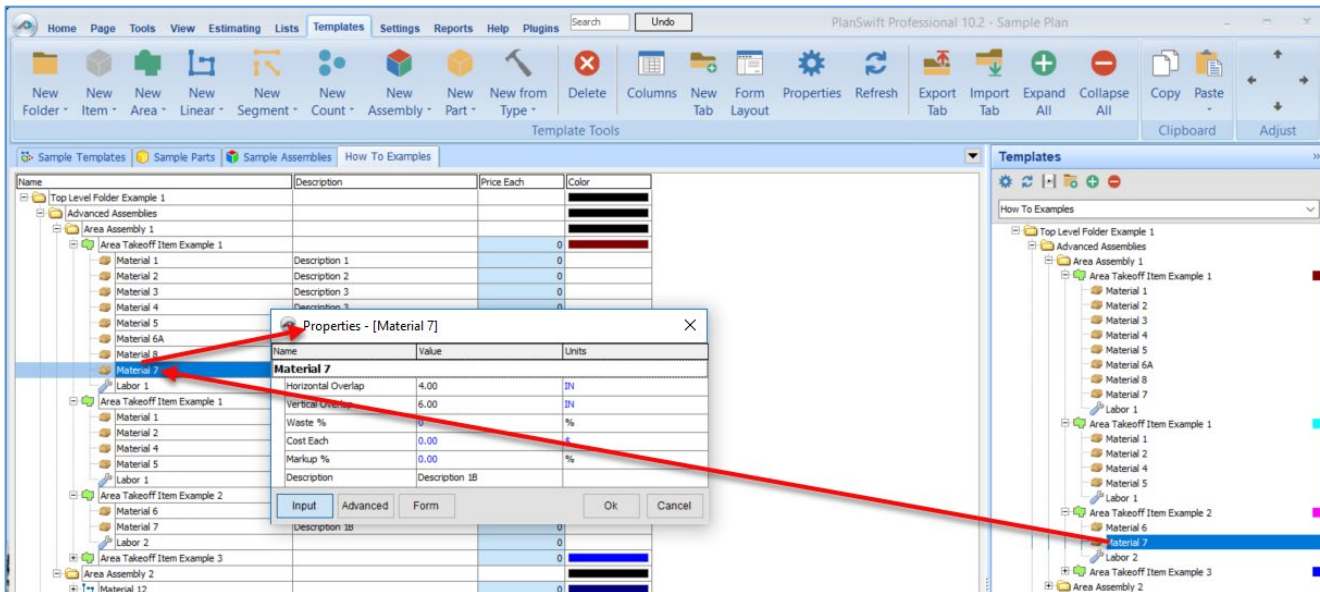 Home Page Tools View Estimating Lists Templates Settings Reports Help Plugins Search Undo PlanSwift Professional 10.2 - Sample Plan
New Folder New Item New Area New Linear New Segment New Count New Assembly New Part New from Type Delete Columns New Tab Form Layout Properties Refresh Export Tab Import Tab Expand All Collapse All Copy Paste
Template Tools Clipboard Adjust
Sample Templates Sample Parts Sample Assemblies How To Examples
Name Description Price Each Color
Top Level Folder Example 1
Advanced Assemblies
Area Assembly 1
Area Takeoff Item Example 1 0
Material 1 Description 1 0
Material 2 Description 2 0
Material 3 Description 3 0
Material 4 Description 3 0
Material 5
Material 6A
Material 8
Material 7
Labor 1
Area Takeoff Item Example 1
Material 1
Material 2
Material 4
Material 5
Labor 1
Area Takeoff Item Example 2
Material 6
Material 7 Description 1B 0
Labor 2 0
Area Takeoff Item Example 3 0
Area Assembly 2
Material 12 0
Properties - [Material 7]
Name Value Units
Material 7
Horizontal Overlap 4.00 IN
Vertical Overlap 6.00 IN
Waste % 0 %
Cost Each 0.00 $
Markup % 0.00 %
Description Description 1B
Input Advanced Form Ok Cancel
Templates
How To Examples
Top Level Folder Example 1
Advanced Assemblies
Area Assembly 1
Area Takeoff Item Example 1
Material 1
Material 2
Material 3
Material 4
Material 5
Material 6A
Material 8
Material 7
Labor 1
Area Takeoff Item Example 1
Material 1
Material 2
Material 4
Material 5
Labor 1
Area Takeoff Item Example 2
Material 6
Material 7
Labor 2
Area Takeoff Item Example 3
Area Assembly 2